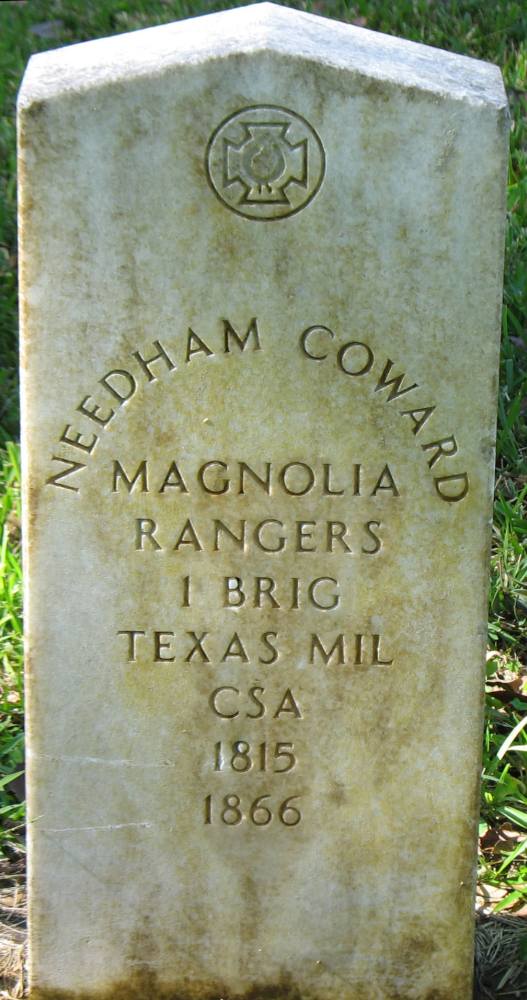 NEEDHAM COWARD
MAGNOLIA
RANGERS
1 BRIG
TEXAS MIL
CSA
1815
1866